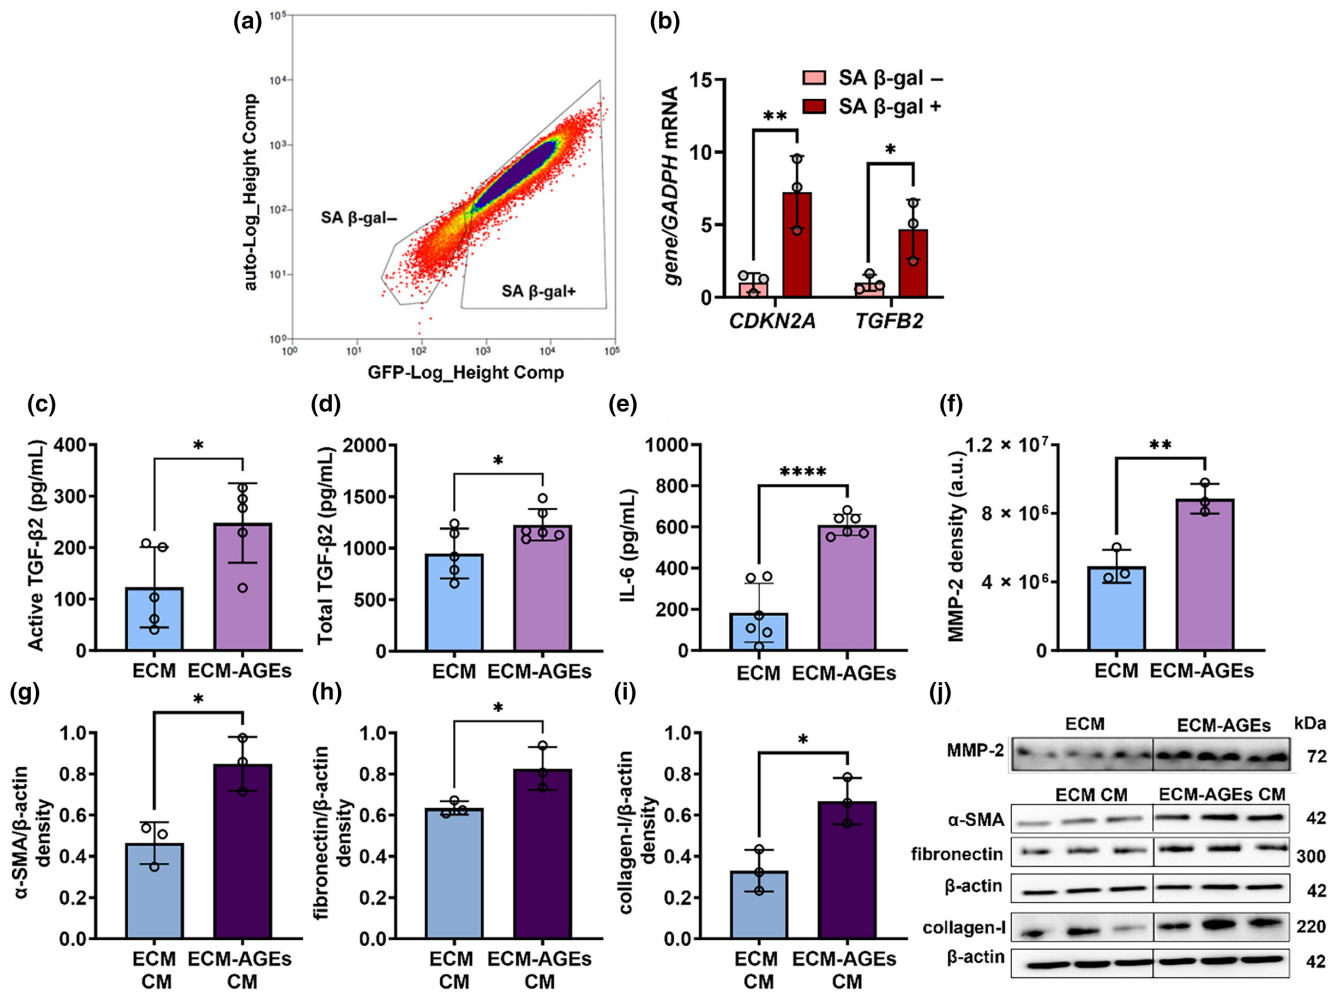 (a)
10⁵
10⁴
10³
10²
10¹
10⁰
auto-Log_Height Comp
SA β-gal–
SA β-gal+
10⁰ 10¹ 10² 10³ 10⁴ 10⁵
GFP-Log_Height Comp
(b)
SA β-gal –
SA β-gal +
15
10
5
0
gene/GADPH mRNA
**
*
CDKN2A TGFB2
(c)
400
300
200
100
0
Active TGF-β2 (pg/mL)
*
ECM ECM-AGEs
(d)
2000
1500
1000
500
0
Total TGF-β2 (pg/mL)
*
ECM ECM-AGEs
(e)
1000
800
600
400
200
0
IL-6 (pg/mL)
****
ECM ECM-AGEs
(f)
1.2 × 10⁷
8 × 10⁶
4 × 10⁶
0
MMP-2 density (a.u.)
**
ECM ECM-AGEs
(g)
1.0
0.8
0.6
0.4
0.2
0.0
α-SMA/β-actin
density
*
ECM ECM-AGEs
CM CM
(h)
1.0
0.8
0.6
0.4
0.2
0.0
fibronectin/β-actin
density
*
ECM ECM-AGEs
CM CM
(i)
1.0
0.8
0.6
0.4
0.2
0.0
collagen-I/β-actin
density
*
ECM ECM-AGEs
CM CM
(j)
ECM ECM-AGEs kDa
MMP-2 72
ECM CM ECM-AGEs CM
α-SMA 42
fibronectin 300
β-actin 42
collagen-I 220
β-actin 42